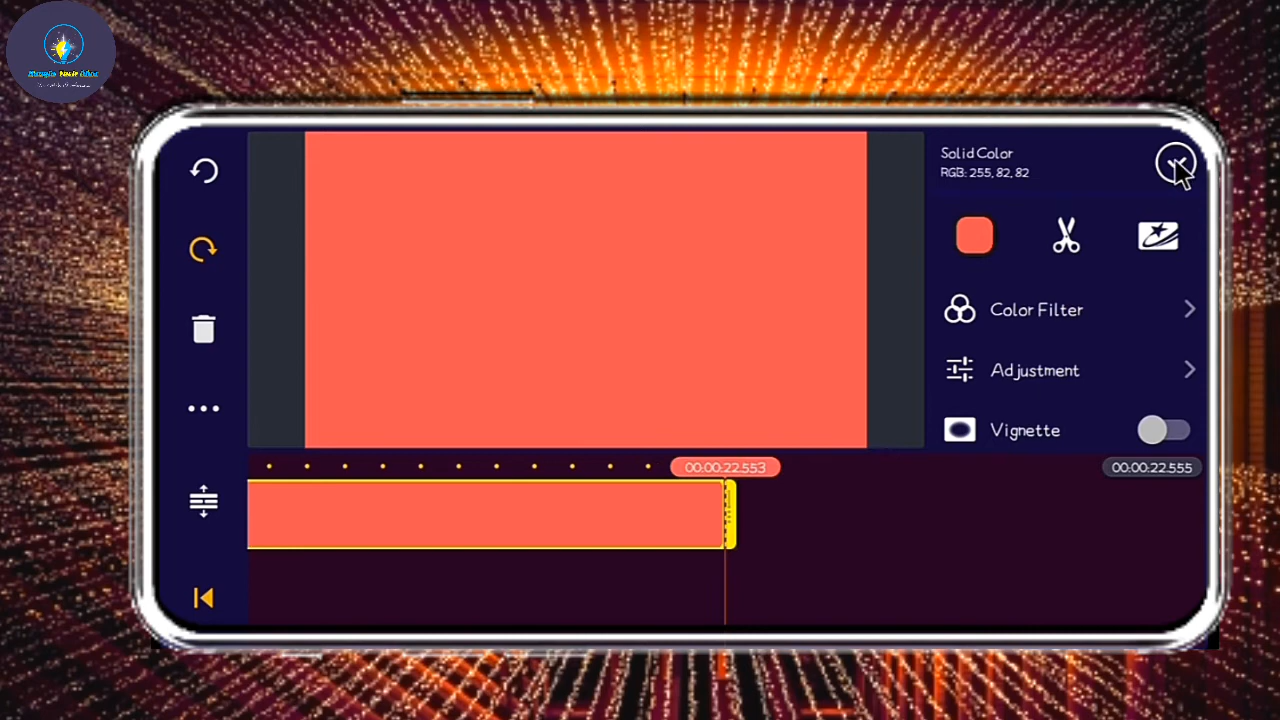 Solid Color
RGB: 255, 82, 82
Color Filter
Adjustment
Vignette
00:00:22.553
00:00:22.555